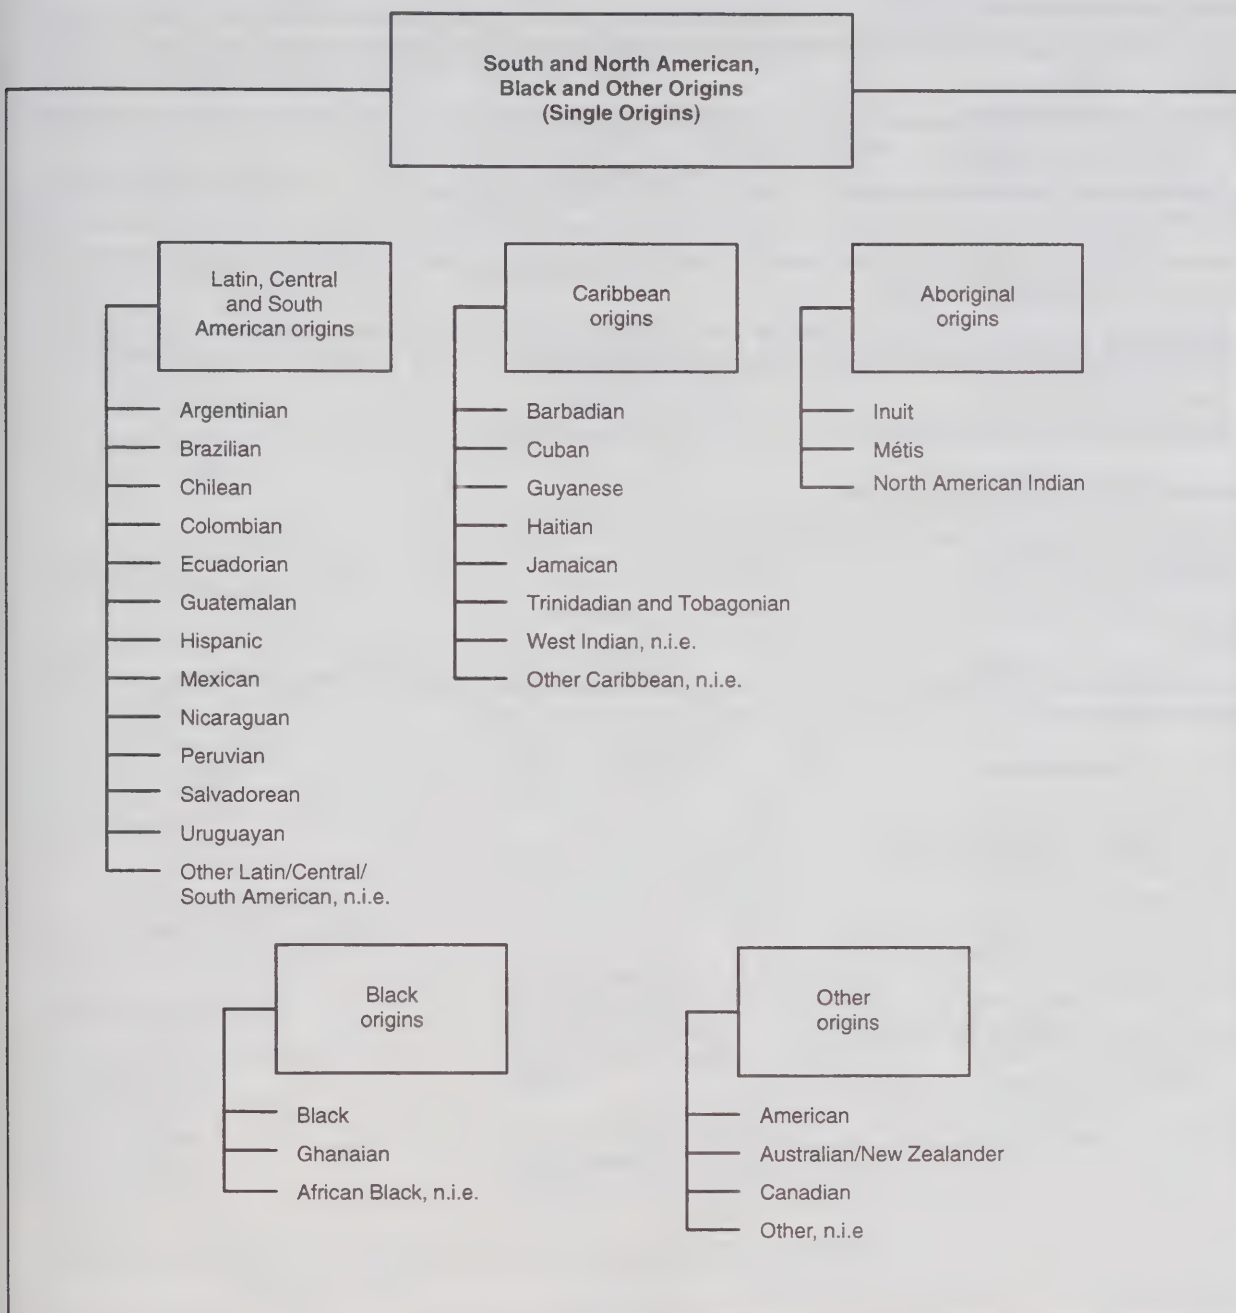 South and North American,
Black and Other Origins
(Single Origins)
Latin, Central
and South
American origins
Argentinian
Brazilian
Chilean
Colombian
Ecuadorian
Guatemalan
Hispanic
Mexican
Nicaraguan
Peruvian
Salvadorean
Uruguayan
Other Latin/Central/
South American, n.i.e.
Caribbean
origins
Barbadian
Cuban
Guyanese
Haitian
Jamaican
Trinidadian and Tobagonian
West Indian, n.i.e.
Other Caribbean, n.i.e.
Aboriginal
origins
Inuit
Métis
North American Indian
Black
origins
Black
Ghanaian
African Black, n.i.e.
Other
origins
American
Australian/New Zealander
Canadian
Other, n.i.e